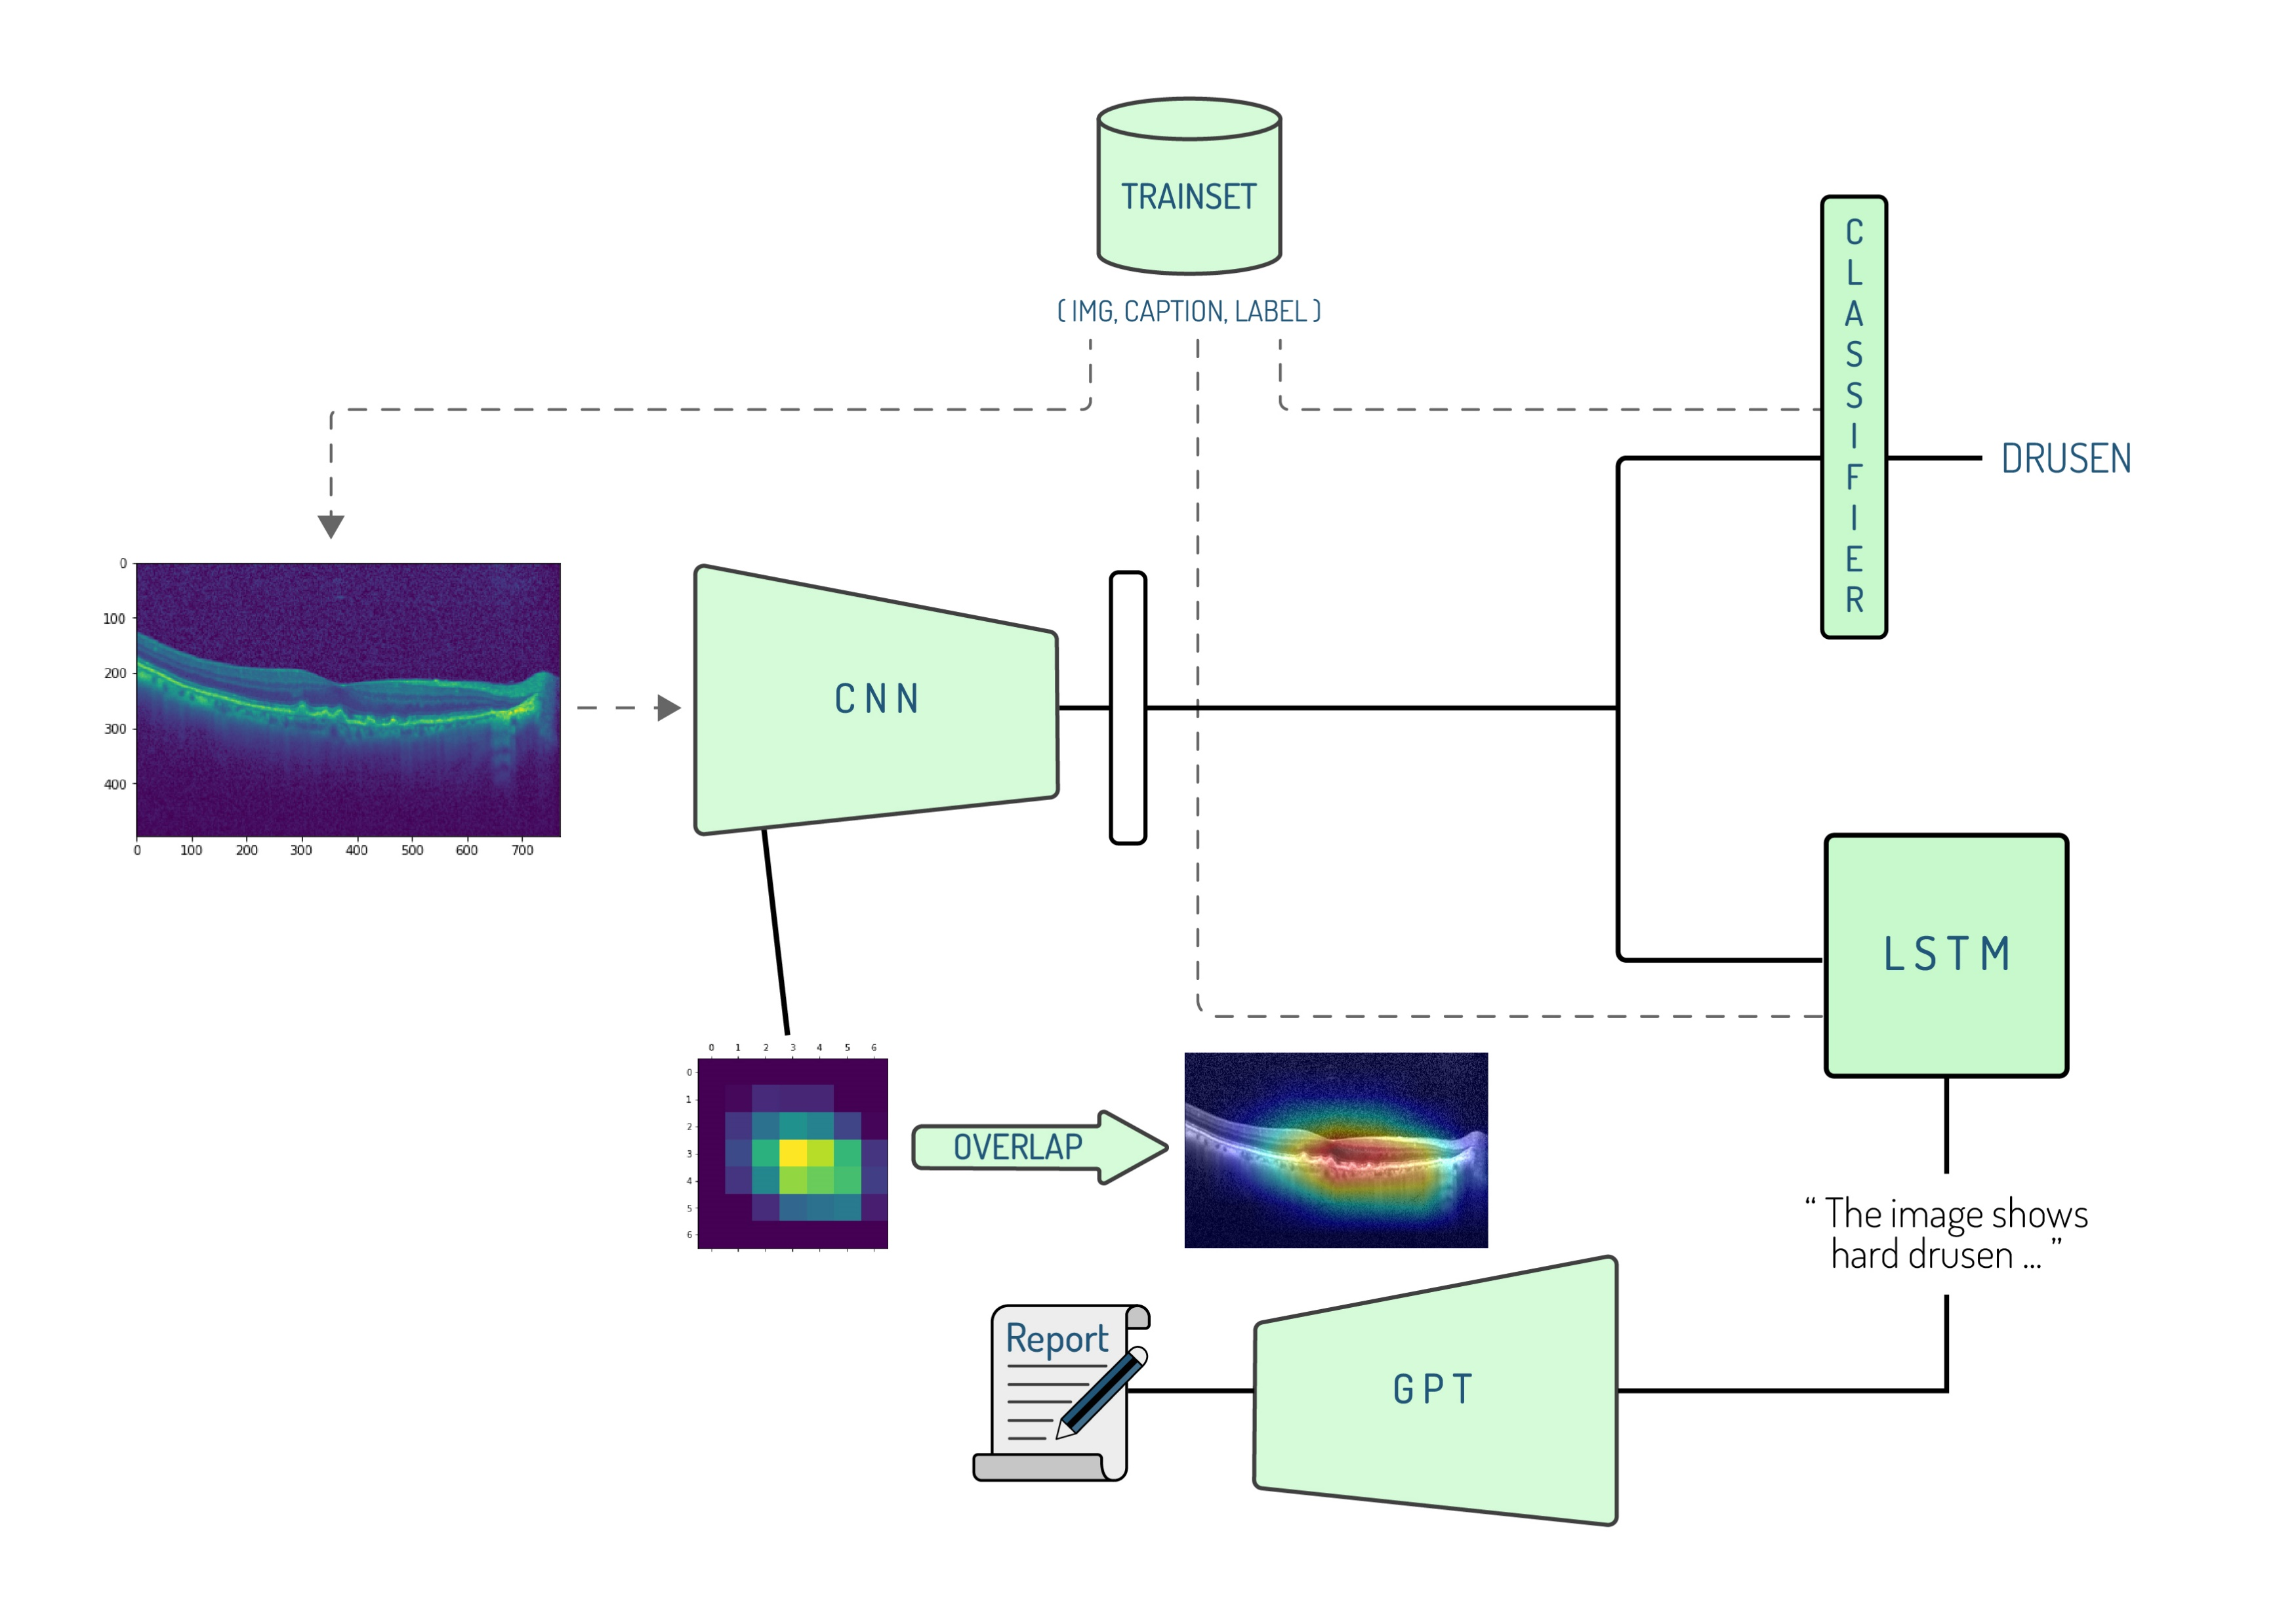 TRAINSET
( IMG, CAPTION, LABEL )
CLASSIFIER
DRUSEN
0
100
200
300
400
0 100 200 300 400 500 600 700
CNN
LSTM
0 1 2 3 4 5 6
0
1
2
3
4
5
6
OVERLAP
“ The image shows
hard drusen ... ”
Report
GPT